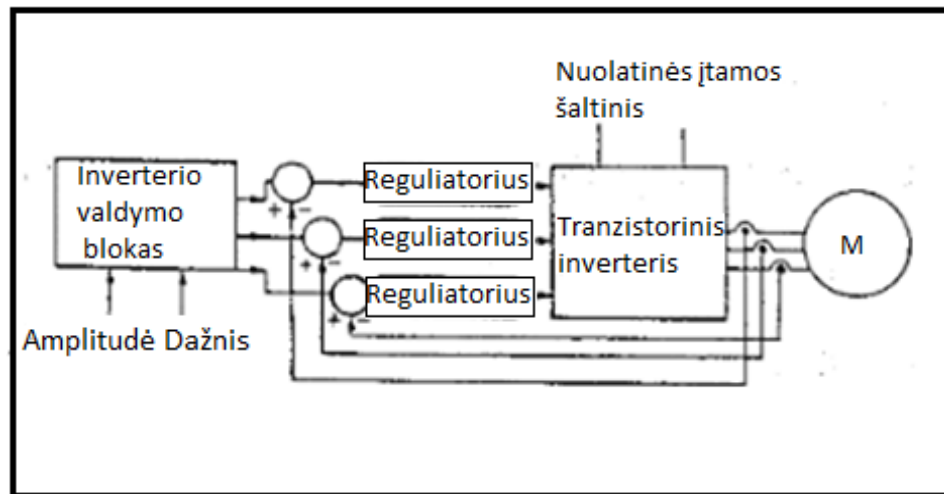 Nuolatinės įtamos
šaltinis
Inverterio
valdymo
blokas
Reguliatorius
Reguliatorius
Reguliatorius
Tranzistorinis
inverteris
M
+ −
+ −
+ −
Amplitudė Dažnis